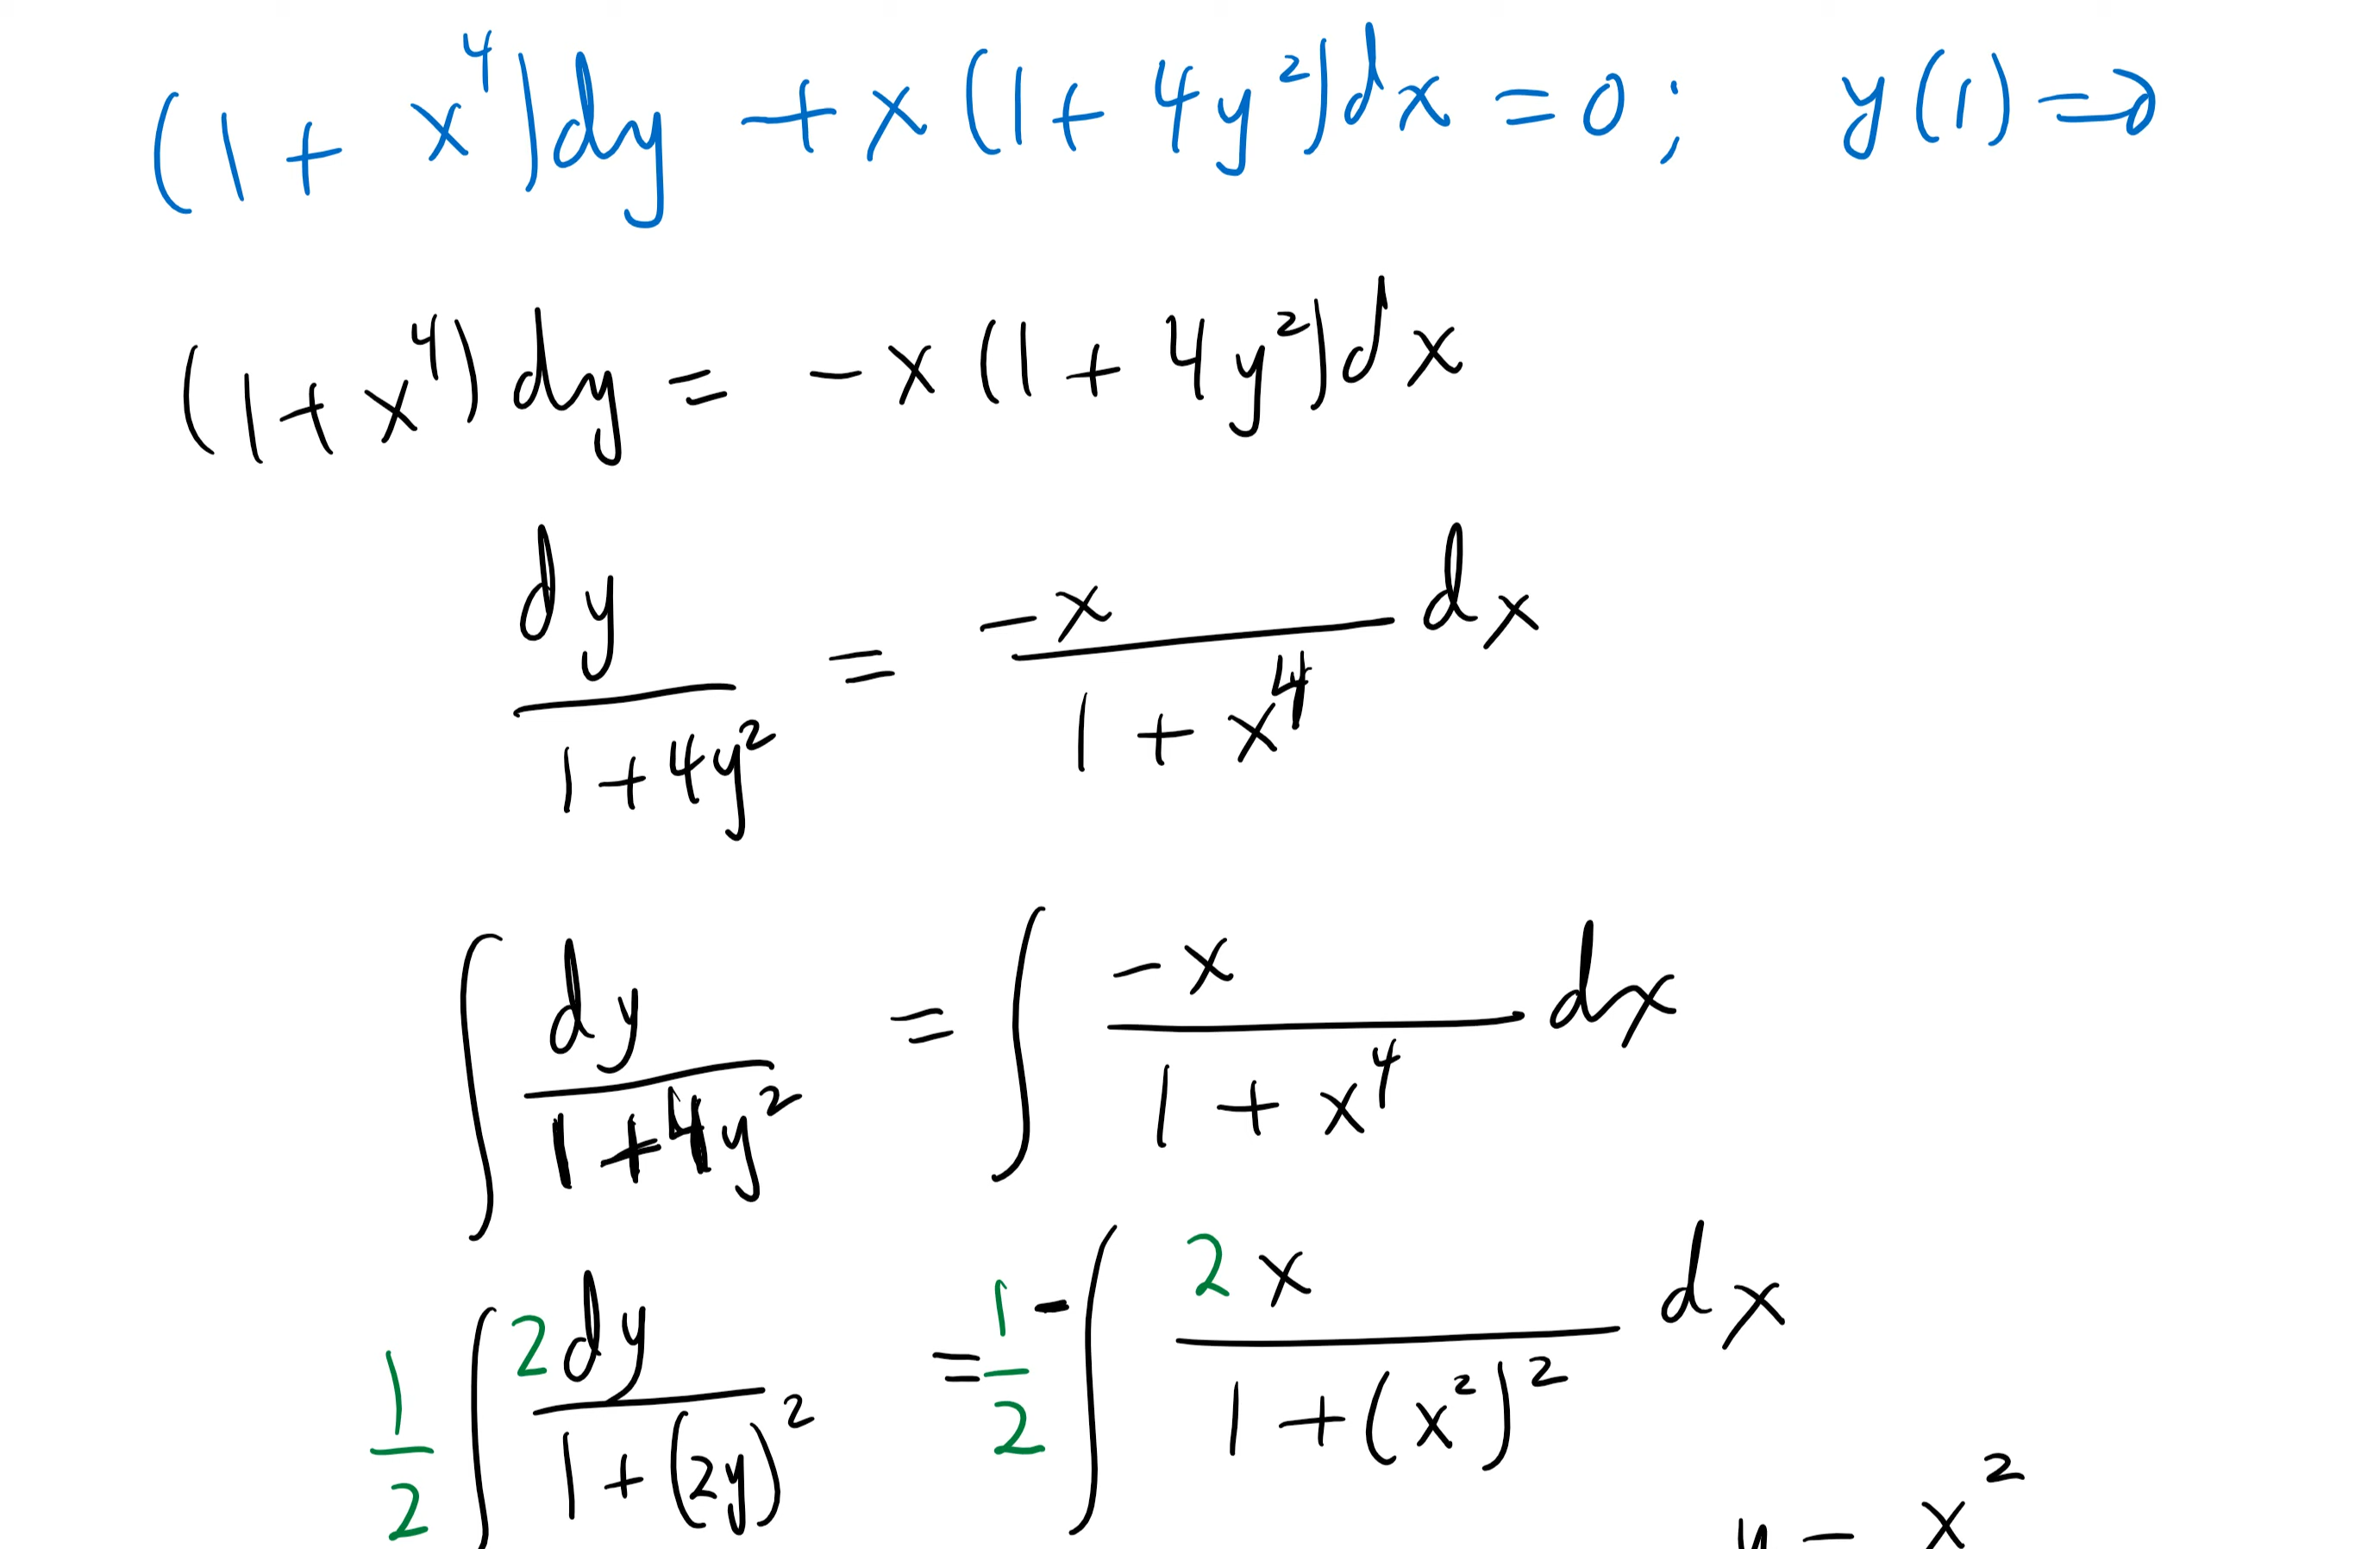 (1 + x⁴)dy + x(1 + 4y²)dx = 0; y(1) =
(1 + x⁴) dy = -x(1 + 4y²)dx
dy/(1 + 4y²) = -x/(1 + x⁴) dx
∫ dy/(1 + 4y²) = ∫ -x/(1 + x⁴) dx
1/2 ∫ 2dy/(1 + (2y)²) = 1/2 - ∫ 2x/(1 + (x²)²) dx
= x²